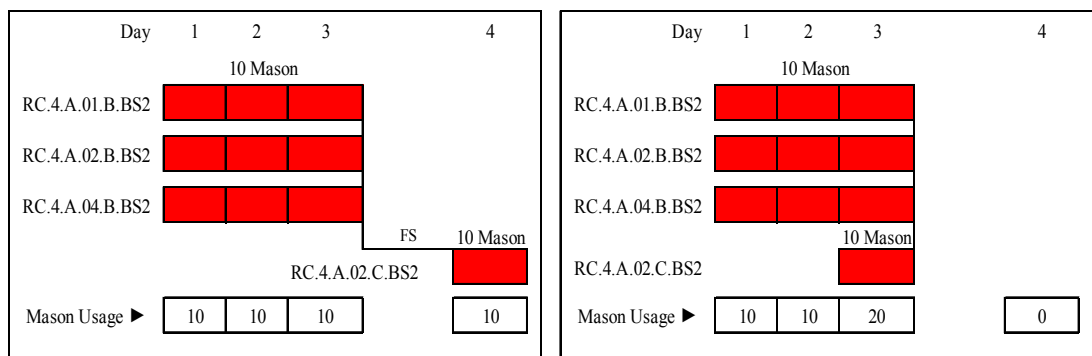 Day 1 2 3 4
10 Mason
RC.4.A.01.B.BS2
RC.4.A.02.B.BS2
RC.4.A.04.B.BS2
FS 10 Mason
RC.4.A.02.C.BS2
Mason Usage ► 10 10 10 10
Day 1 2 3 4
10 Mason
RC.4.A.01.B.BS2
RC.4.A.02.B.BS2
RC.4.A.04.B.BS2
10 Mason
RC.4.A.02.C.BS2
Mason Usage ► 10 10 20 0